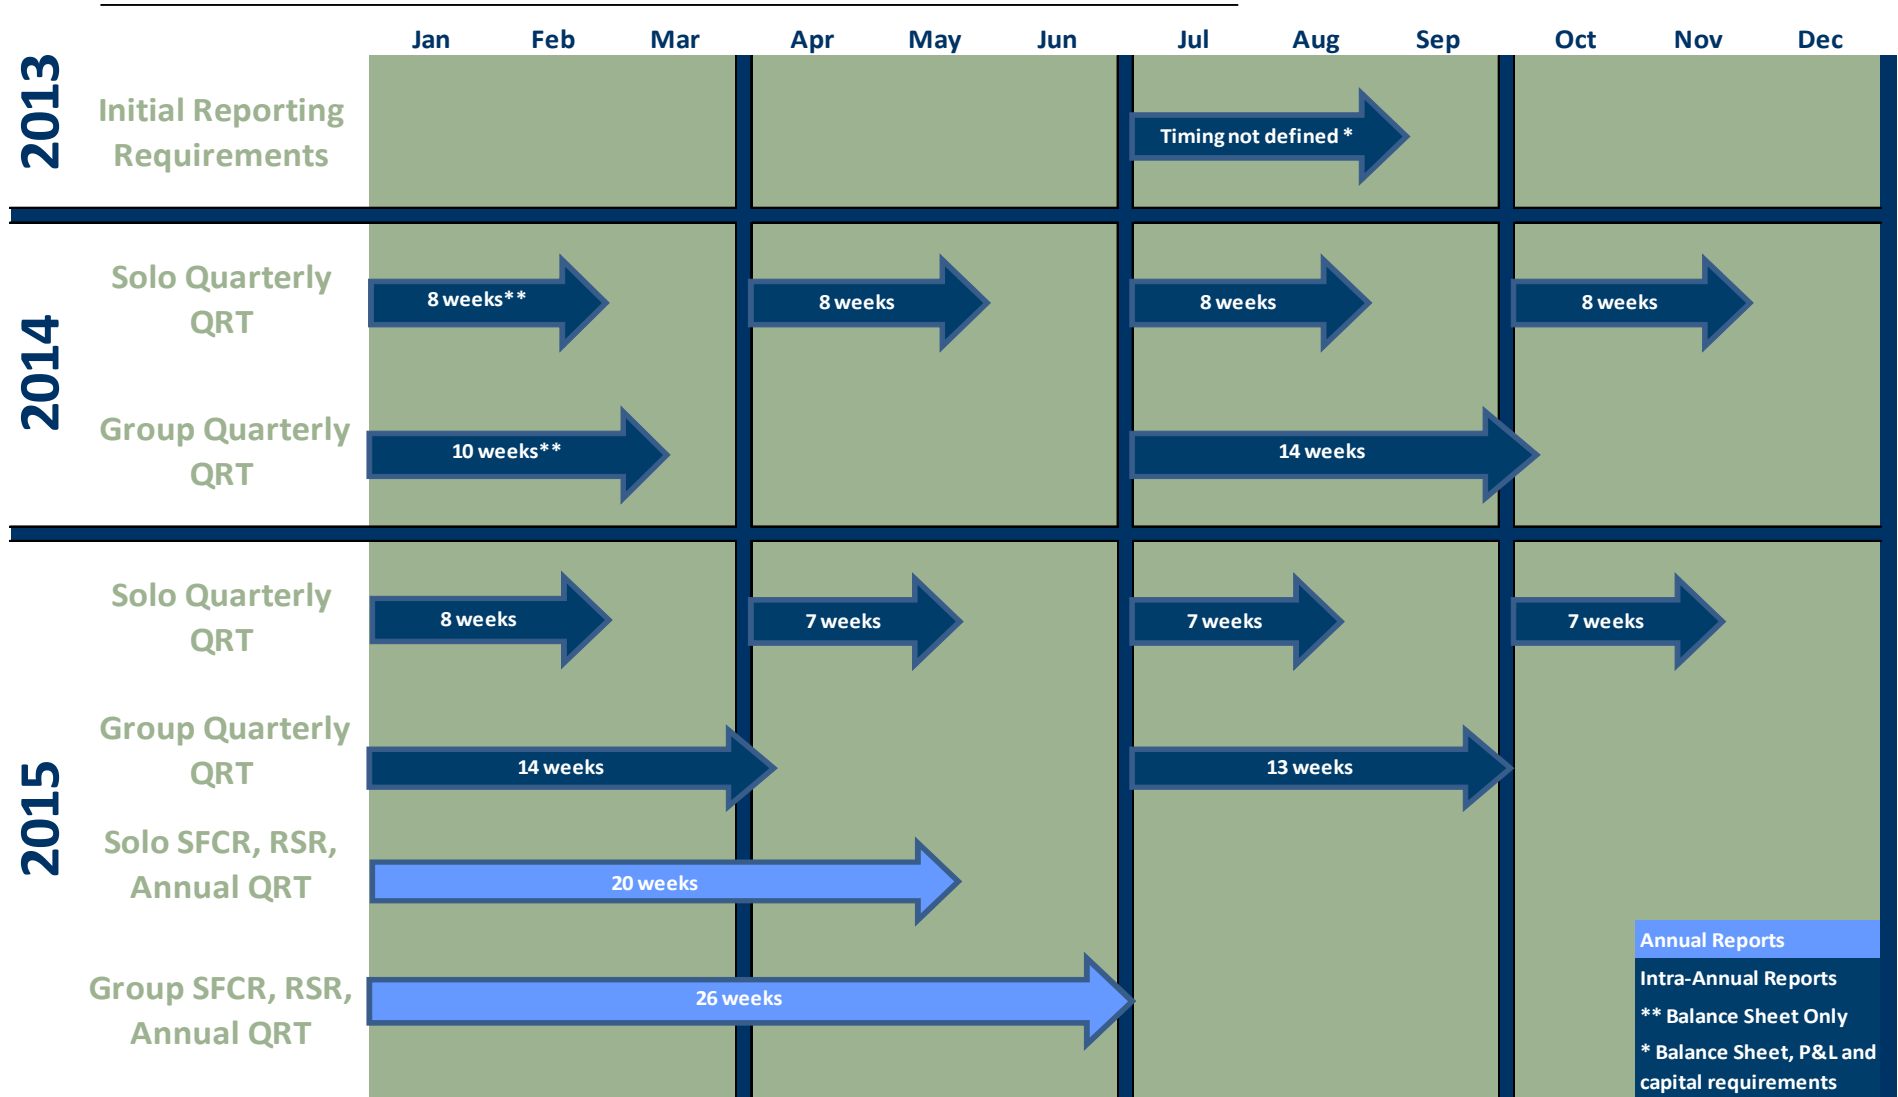 Jan Feb Mar Apr May Jun Jul Aug Sep Oct Nov Dec
2013
Initial Reporting
Requirements
Timing not defined *
2014
Solo Quarterly
QRT
8 weeks**
8 weeks
8 weeks
8 weeks
Group Quarterly
QRT
10 weeks**
14 weeks
2015
Solo Quarterly
QRT
8 weeks
7 weeks
7 weeks
7 weeks
Group Quarterly
QRT
14 weeks
13 weeks
Solo SFCR, RSR,
Annual QRT
20 weeks
Group SFCR, RSR,
Annual QRT
26 weeks
Annual Reports
Intra-Annual Reports
** Balance Sheet Only
* Balance Sheet, P&L and
capital requirements